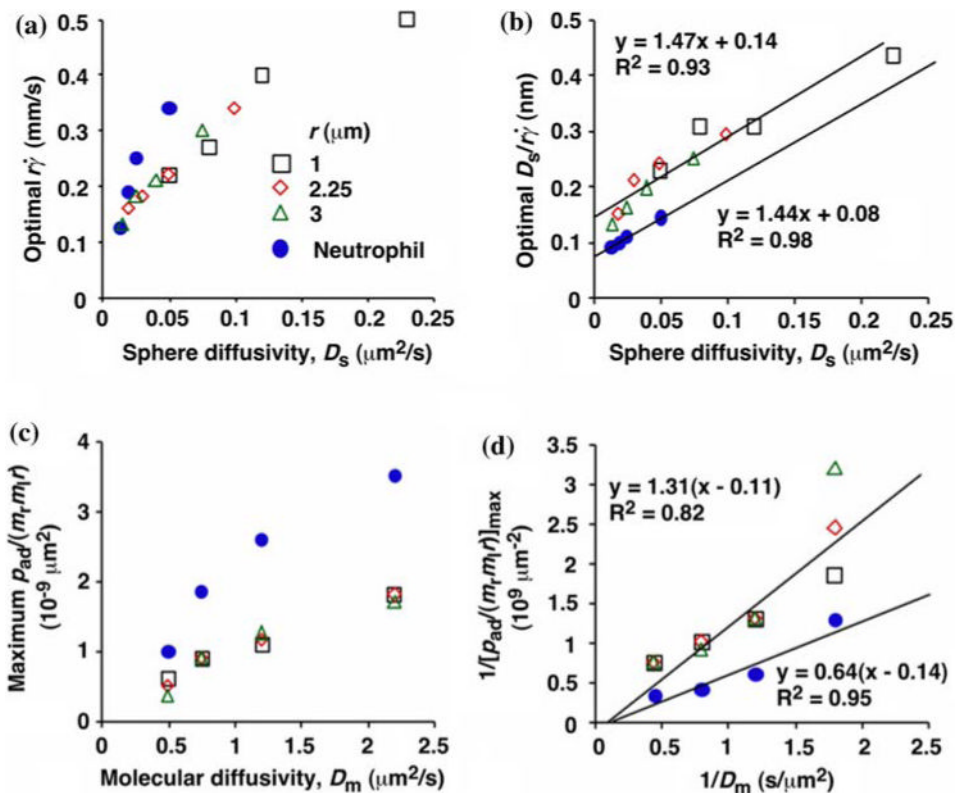 (a)
Optimal rγ̇ (mm/s)
0.5
0.4
0.3
0.2
0.1
0
0 0.05 0.1 0.15 0.2 0.25
Sphere diffusivity, Dₛ (μm²/s)
r (μm)
1
2.25
3
Neutrophil
(b)
Optimal Dₛ/rγ̇ (nm)
0.5
0.4
0.3
0.2
0.1
0
0 0.05 0.1 0.15 0.2 0.25
Sphere diffusivity, Dₛ (μm²/s)
y = 1.47x + 0.14
R² = 0.93
y = 1.44x + 0.08
R² = 0.98
(c)
Maximum p_ad/(mᵣmₗr)
(10⁻⁹ μm²)
4
3
2
1
0
0 0.5 1 1.5 2 2.5
Molecular diffusivity, Dₘ (μm²/s)
(d)
1/[p_ad/(mᵣmₗr)]max
(10⁹ μm⁻²)
3.5
3
2.5
2
1.5
1
0.5
0
0 0.5 1 1.5 2 2.5
1/Dₘ (s/μm²)
y = 1.31(x - 0.11)
R² = 0.82
y = 0.64(x - 0.14)
R² = 0.95